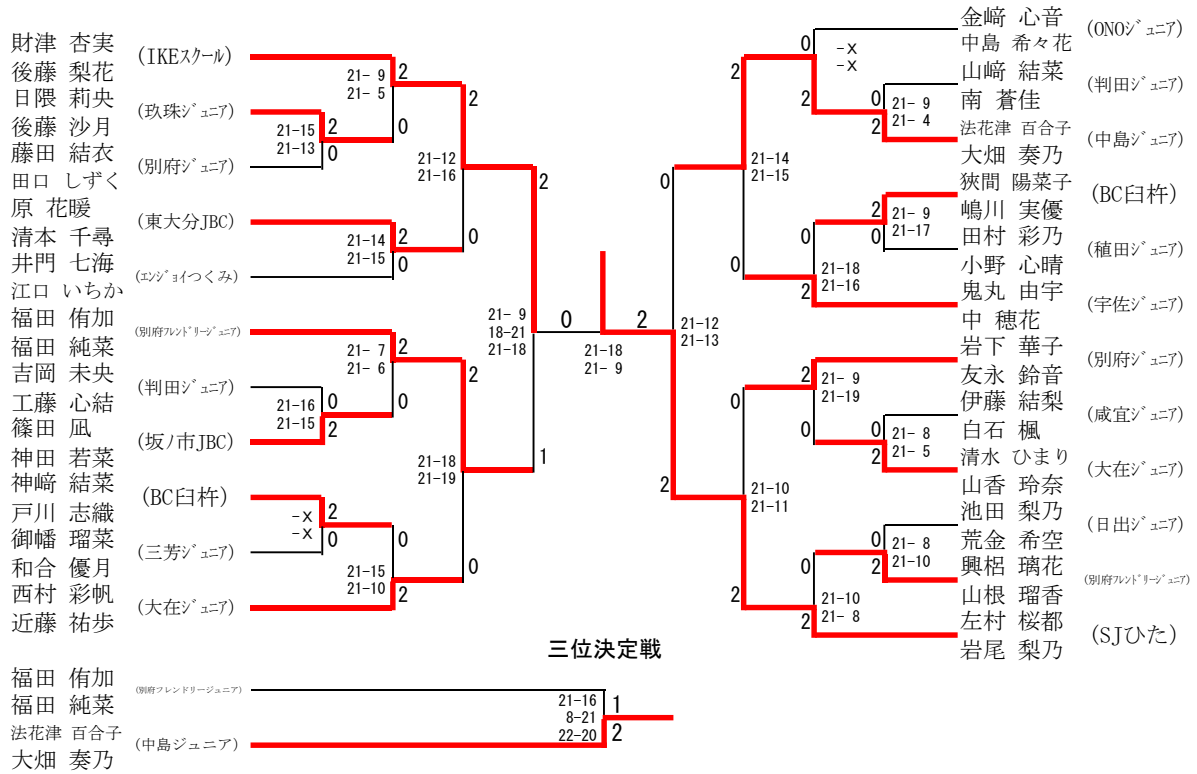 財津 杏実
(IKEスクール)
後藤 梨花
日隈 莉央
(玖珠ジュニア)
後藤 沙月
藤田 結衣
(別府ジュニア)
田口 しずく
原 花暖
(東大分JBC)
清本 千尋
井門 七海
(エンジョイつくみ)
江口 いちか
福田 侑加
(別府フレンドリージュニア)
福田 純菜
吉岡 未央
(判田ジュニア)
工藤 心結
篠田 凪
(坂ノ市JBC)
神田 若菜
神﨑 結菜
(BC臼杵)
戸川 志織
御幡 瑠菜
(三芳ジュニア)
和合 優月
西村 彩帆
(大在ジュニア)
近藤 祐歩
21- 9
21- 5
2
0
21-15
21-13
2
0
21-14
21-15
2
0
21-12
21-16
2
0
21- 7
21- 6
2
0
21-16
21-15
0
2
-X
-X
2
0
21-15
21-10
0
2
21-18
21-19
2
0
21- 9
18-21
21-18
2
1
0
2
21-18
21- 9
金﨑 心音
(ONOジュニア)
中島 希々花
山﨑 結菜
(判田ジュニア)
南 蒼佳
法花津 百合子
(中島ジュニア)
大畑 奏乃
狹間 陽菜子
(BC臼杵)
嶋川 実優
田村 彩乃
(稙田ジュニア)
小野 心晴
鬼丸 由宇
(宇佐ジュニア)
中 穂花
岩下 華子
(別府ジュニア)
友永 鈴音
伊藤 結梨
(咸宜ジュニア)
白石 楓
清水 ひまり
(大在ジュニア)
山香 玲奈
池田 梨乃
(日出ジュニア)
荒金 希空
興梠 璃花
(別府フレンドリージュニア)
山根 瑠香
左村 桜都
(SJひた)
岩尾 梨乃
0
-X
-X
2
0
21- 9
21- 4
2
2
21-14
21-15
0
2
21- 9
21-17
0
0
21-18
21-16
2
0
21-12
21-13
2
2
21- 9
21-19
0
0
21- 8
21- 5
2
0
21-10
21-11
2
0
21- 8
21-10
2
0
21-10
21- 8
2
三位決定戦
福田 侑加
(別府フレンドリージュニア)
福田 純菜
法花津 百合子
(中島ジュニア)
大畑 奏乃
21-16
8-21
22-20
1
2